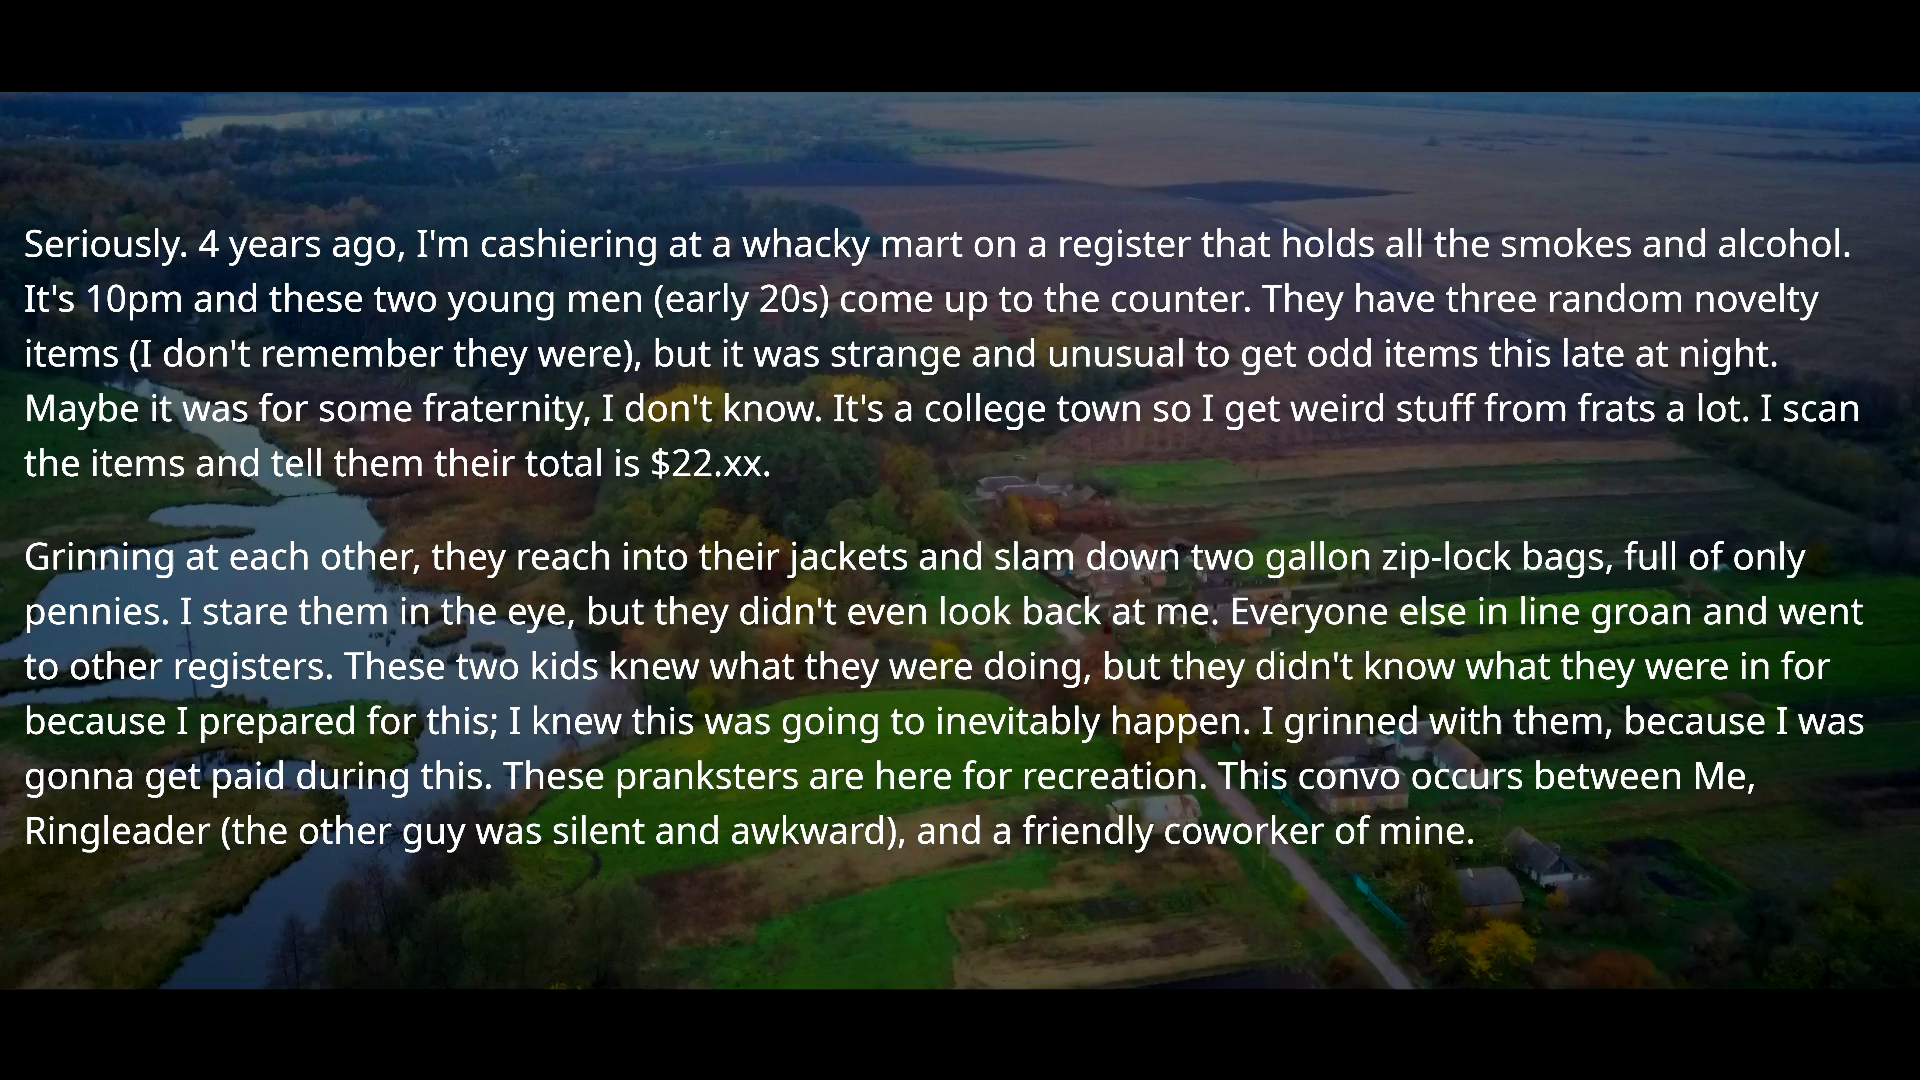 Seriously. 4 years ago, I'm cashiering at a whacky mart on a register that holds all the smokes and alcohol.
It's 10pm and these two young men (early 20s) come up to the counter. They have three random novelty
items (I don't remember they were), but it was strange and unusual to get odd items this late at night.
Maybe it was for some fraternity, I don't know. It's a college town so I get weird stuff from frats a lot. I scan
the items and tell them their total is $22.xx.
Grinning at each other, they reach into their jackets and slam down two gallon zip-lock bags, full of only
pennies. I stare them in the eye, but they didn't even look back at me. Everyone else in line groan and went
to other registers. These two kids knew what they were doing, but they didn't know what they were in for
because I prepared for this; I knew this was going to inevitably happen. I grinned with them, because I was
gonna get paid during this. These pranksters are here for recreation. This convo occurs between Me,
Ringleader (the other guy was silent and awkward), and a friendly coworker of mine.